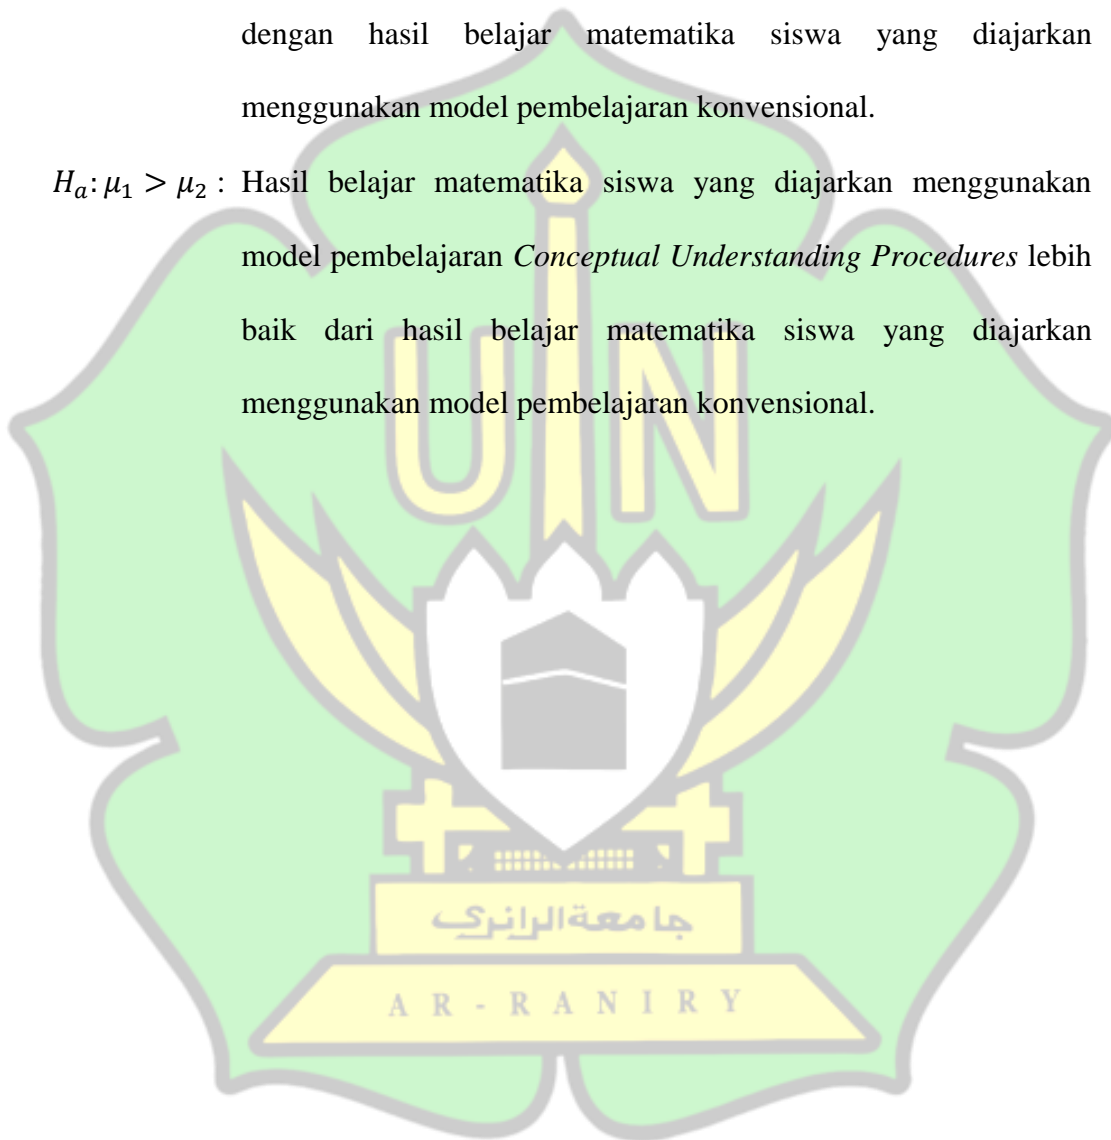 dengan hasil belajar matematika siswa yang diajarkan
menggunakan model pembelajaran konvensional.
𝐻𝑎: 𝜇1 > 𝜇2 : Hasil belajar matematika siswa yang diajarkan menggunakan
model pembelajaran Conceptual Understanding Procedures lebih
baik dari hasil belajar matematika siswa yang diajarkan
menggunakan model pembelajaran konvensional.
UIN
جامعةالرانرك
AR-RANIRY